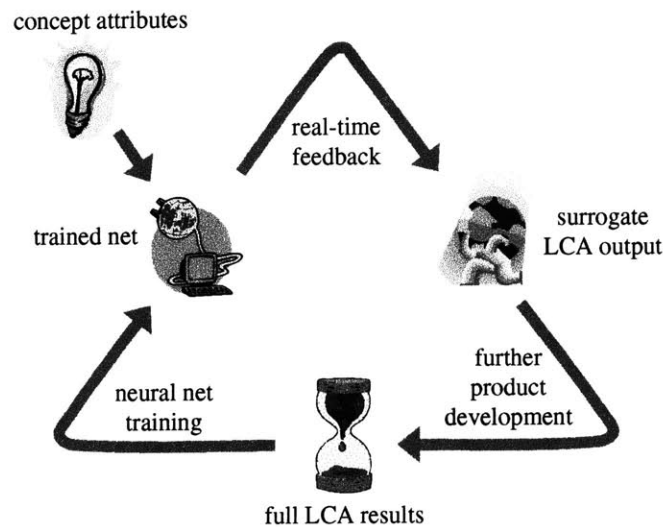 concept attributes
real-time
feedback
trained net
surrogate
LCA output
further
product
development
neural net
training
full LCA results